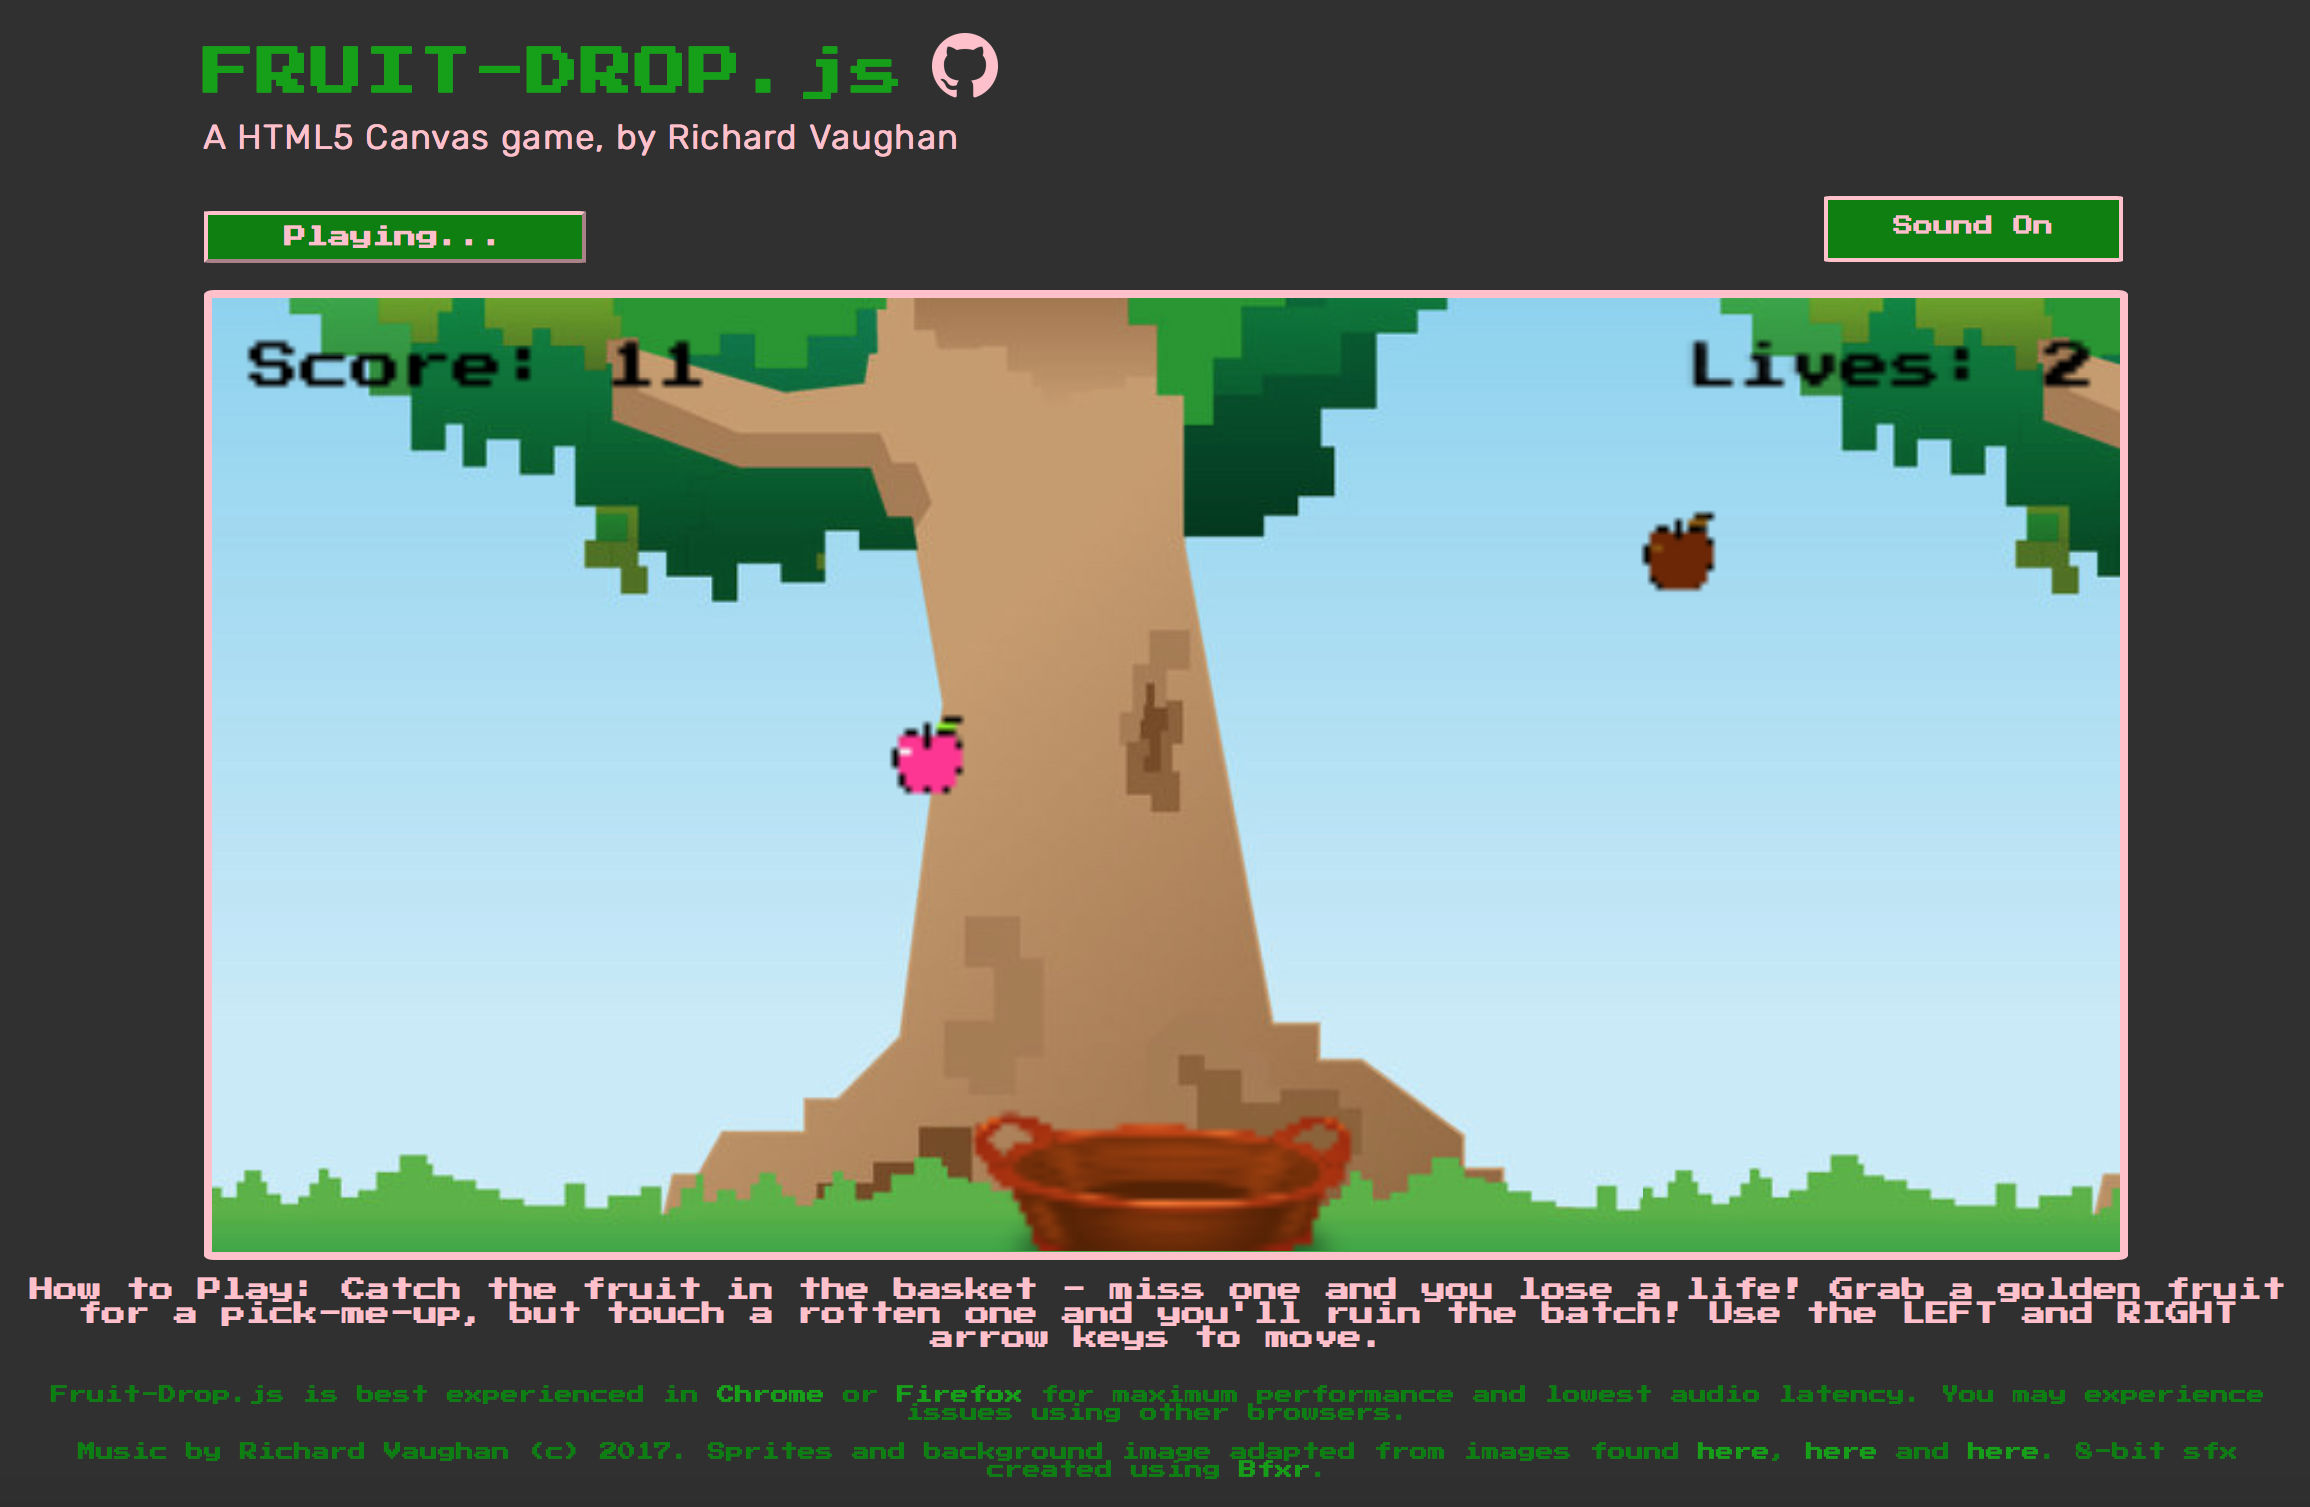 FRUIT-DROP.js
A HTML5 Canvas game, by Richard Vaughan
Playing...
Sound On
Score: 11
Lives: 2
How to Play: Catch the fruit in the basket - miss one and you lose a life! Grab a golden fruit
for a pick-me-up, but touch a rotten one and you'll ruin the batch! Use the LEFT and RIGHT
arrow keys to move.
Fruit-Drop.js is best experienced in Chrome or Firefox for maximum performance and lowest audio latency. You may experience
issues using other browsers.
Music by Richard Vaughan (c) 2017. Sprites and background image adapted from images found here, here and here. 8-bit sfx
created using Bfxr.